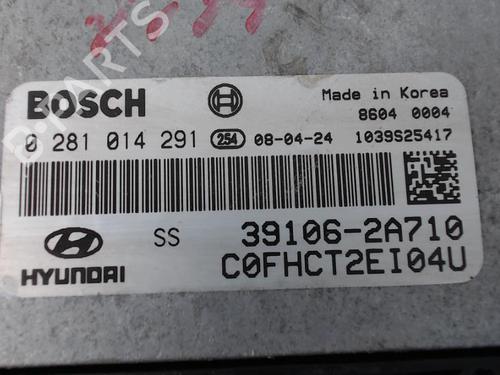 BOSCH
Made in Korea
8604 0004
0 281 014 291 254 08-04-24 1039S25417
SS 39106-2A710
HYUNDAI C0FHCT2EI04U